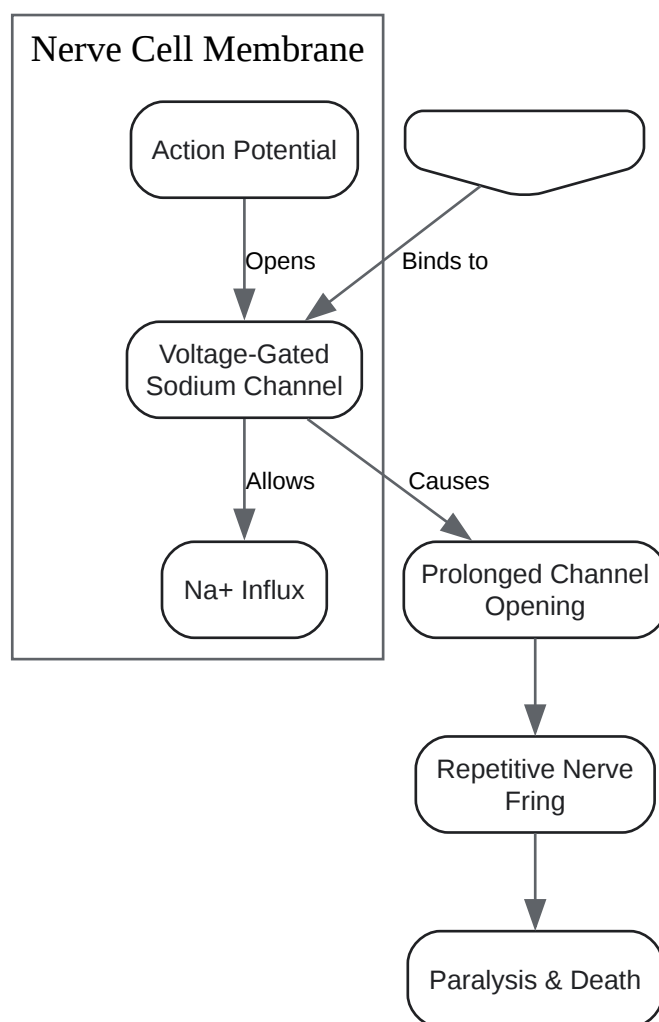 Nerve Cell Membrane
Action Potential
Opens
Binds to
Voltage-Gated
Sodium Channel
Allows
Causes
Na+ Influx
Prolonged Channel
Opening
Repetitive Nerve
Fring
Paralysis & Death